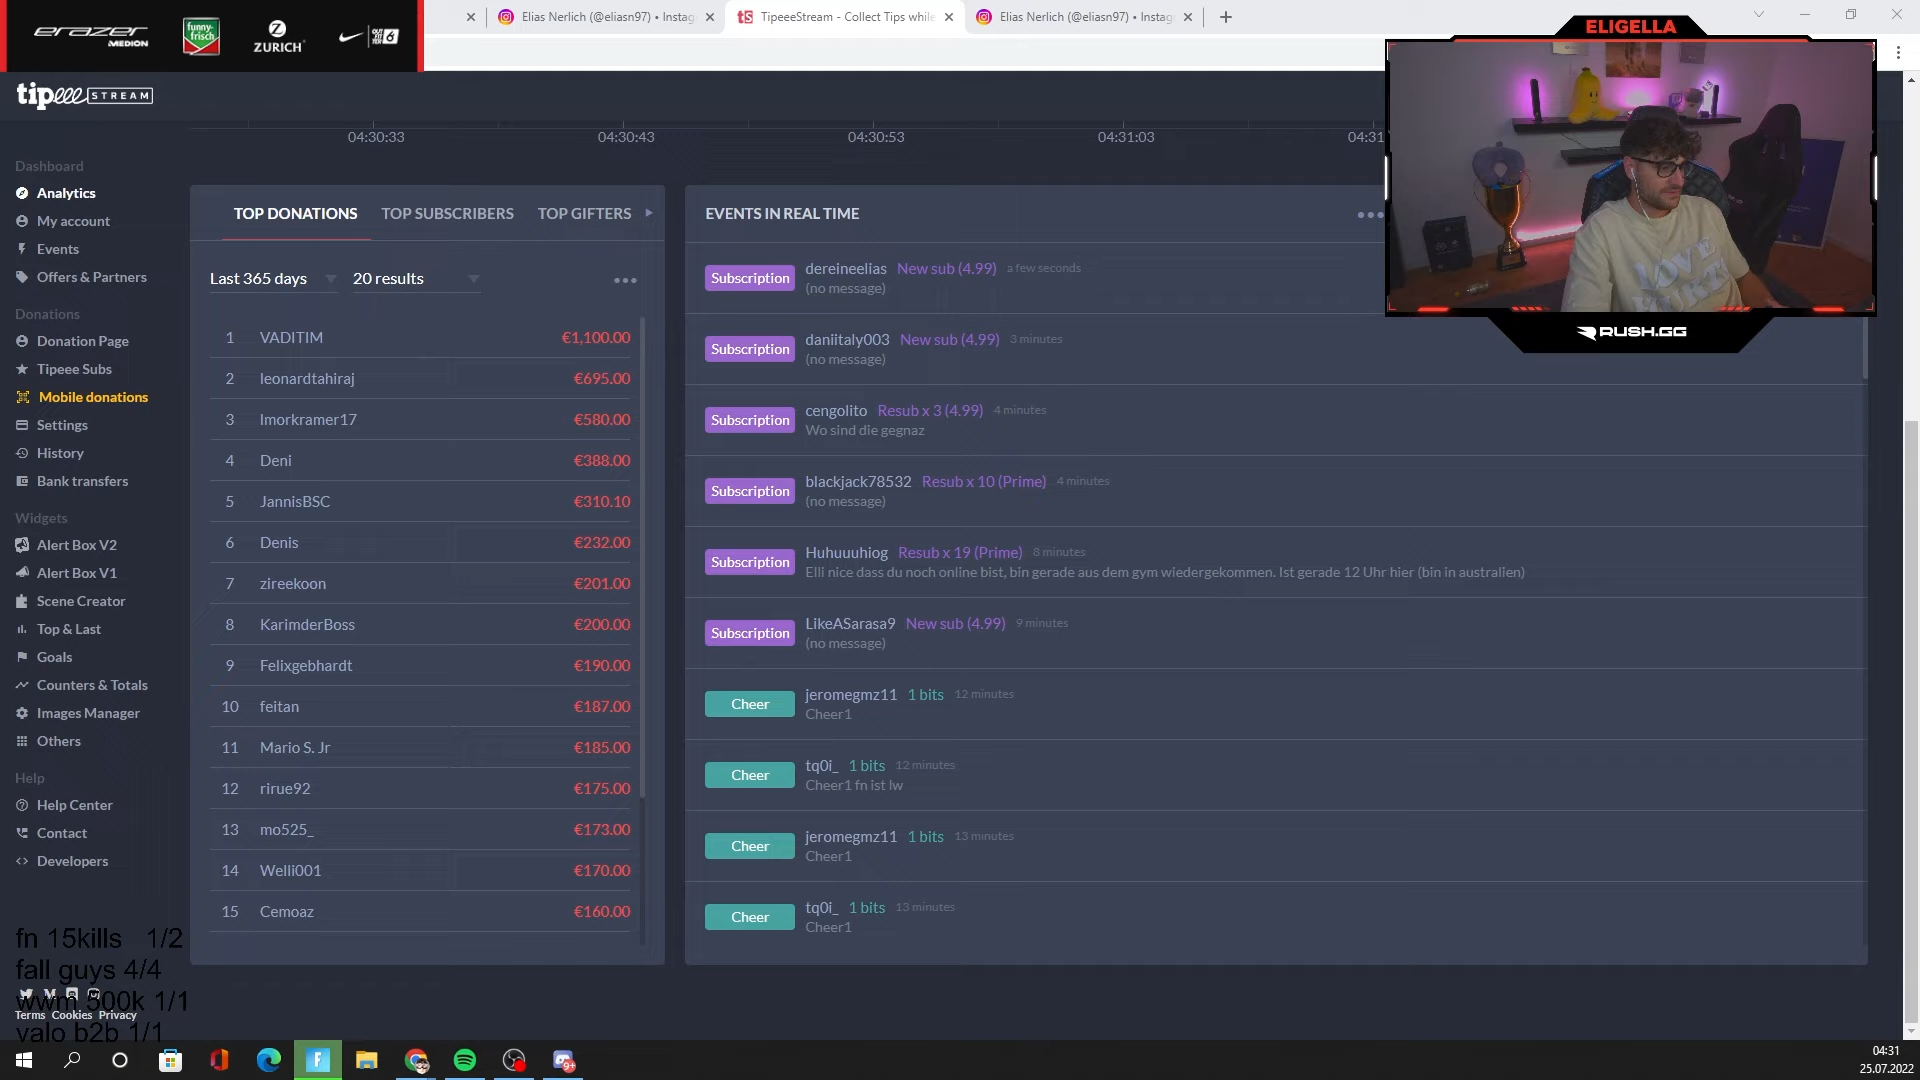 erazer
MEDION
funny-frisch
ZURICH
CUT IT TEN 6
Elias Nerlich (@eliasn97) • Instag
TipeeeStream - Collect Tips while
Elias Nerlich (@eliasn97) • Instag
ELIGELLA
tipeee STREAM
04:30:33
04:30:43
04:30:53
04:31:03
04:31
LOVE HURTS
RUSH.GG
Dashboard
Analytics
My account
Events
Offers & Partners
Donations
Donation Page
Tipeee Subs
Mobile donations
Settings
History
Bank transfers
Widgets
Alert Box V2
Alert Box V1
Scene Creator
Top & Last
Goals
Counters & Totals
Images Manager
Others
Help
Help Center
Contact
Developers
fn 15kills 1/2
fall guys 4/4
wwm 500k 1/1
Terms Cookies Privacy
valo b2b 1/1
TOP DONATIONS TOP SUBSCRIBERS TOP GIFTERS
Last 365 days 20 results
1 VADITIM €1,100.00
2 leonardtahiraj €695.00
3 lmorkramer17 €580.00
4 Deni €388.00
5 JannisBSC €310.10
6 Denis €232.00
7 zireekoon €201.00
8 KarimderBoss €200.00
9 Felixgebhardt €190.00
10 feitan €187.00
11 Mario S. Jr €185.00
12 rirue92 €175.00
13 mo525_ €173.00
14 Welli001 €170.00
15 Cemoaz €160.00
EVENTS IN REAL TIME
Subscription dereineelias New sub (4.99) a few seconds
(no message)
Subscription daniitaly003 New sub (4.99) 3 minutes
(no message)
Subscription cengolito Resub x 3 (4.99) 4 minutes
Wo sind die gegnaz
Subscription blackjack78532 Resub x 10 (Prime) 4 minutes
(no message)
Subscription Huhuuuhiog Resub x 19 (Prime) 8 minutes
Elli nice dass du noch online bist, bin gerade aus dem gym wiedergekommen. Ist gerade 12 Uhr hier (bin in australien)
Subscription LikeASarasa9 New sub (4.99) 9 minutes
(no message)
Cheer jeromegmz11 1 bits 12 minutes
Cheer1
Cheer tq0i_ 1 bits 12 minutes
Cheer1 fn ist lw
Cheer jeromegmz11 1 bits 13 minutes
Cheer1
Cheer tq0i_ 1 bits 13 minutes
Cheer1
9+
04:31
25.07.2022